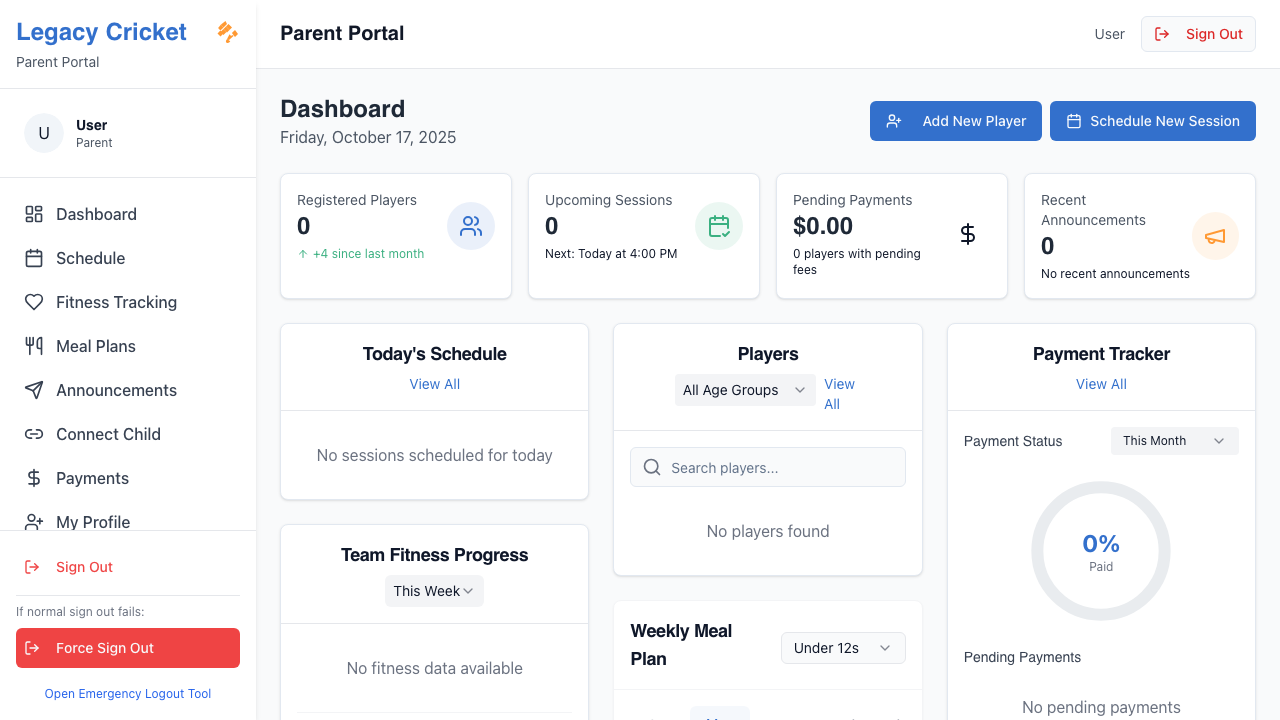 Legacy Cricket
Parent Portal
U
User
Parent
Dashboard
Schedule
Fitness Tracking
Meal Plans
Announcements
Connect Child
Payments
My Profile
Sign Out
If normal sign out fails:
Force Sign Out
Open Emergency Logout Tool
Parent Portal
User
Sign Out
Dashboard
Friday, October 17, 2025
Add New Player
Schedule New Session
Registered Players
0
+4 since last month
Upcoming Sessions
0
Next: Today at 4:00 PM
Pending Payments
$0.00
0 players with pending
fees
Recent
Announcements
0
No recent announcements
Today's Schedule
View All
No sessions scheduled for today
Team Fitness Progress
This Week
No fitness data available
Players
All Age Groups
View
All
Search players...
No players found
Weekly Meal
Plan
Under 12s
Payment Tracker
View All
Payment Status
This Month
0%
Paid
Pending Payments
No pending payments